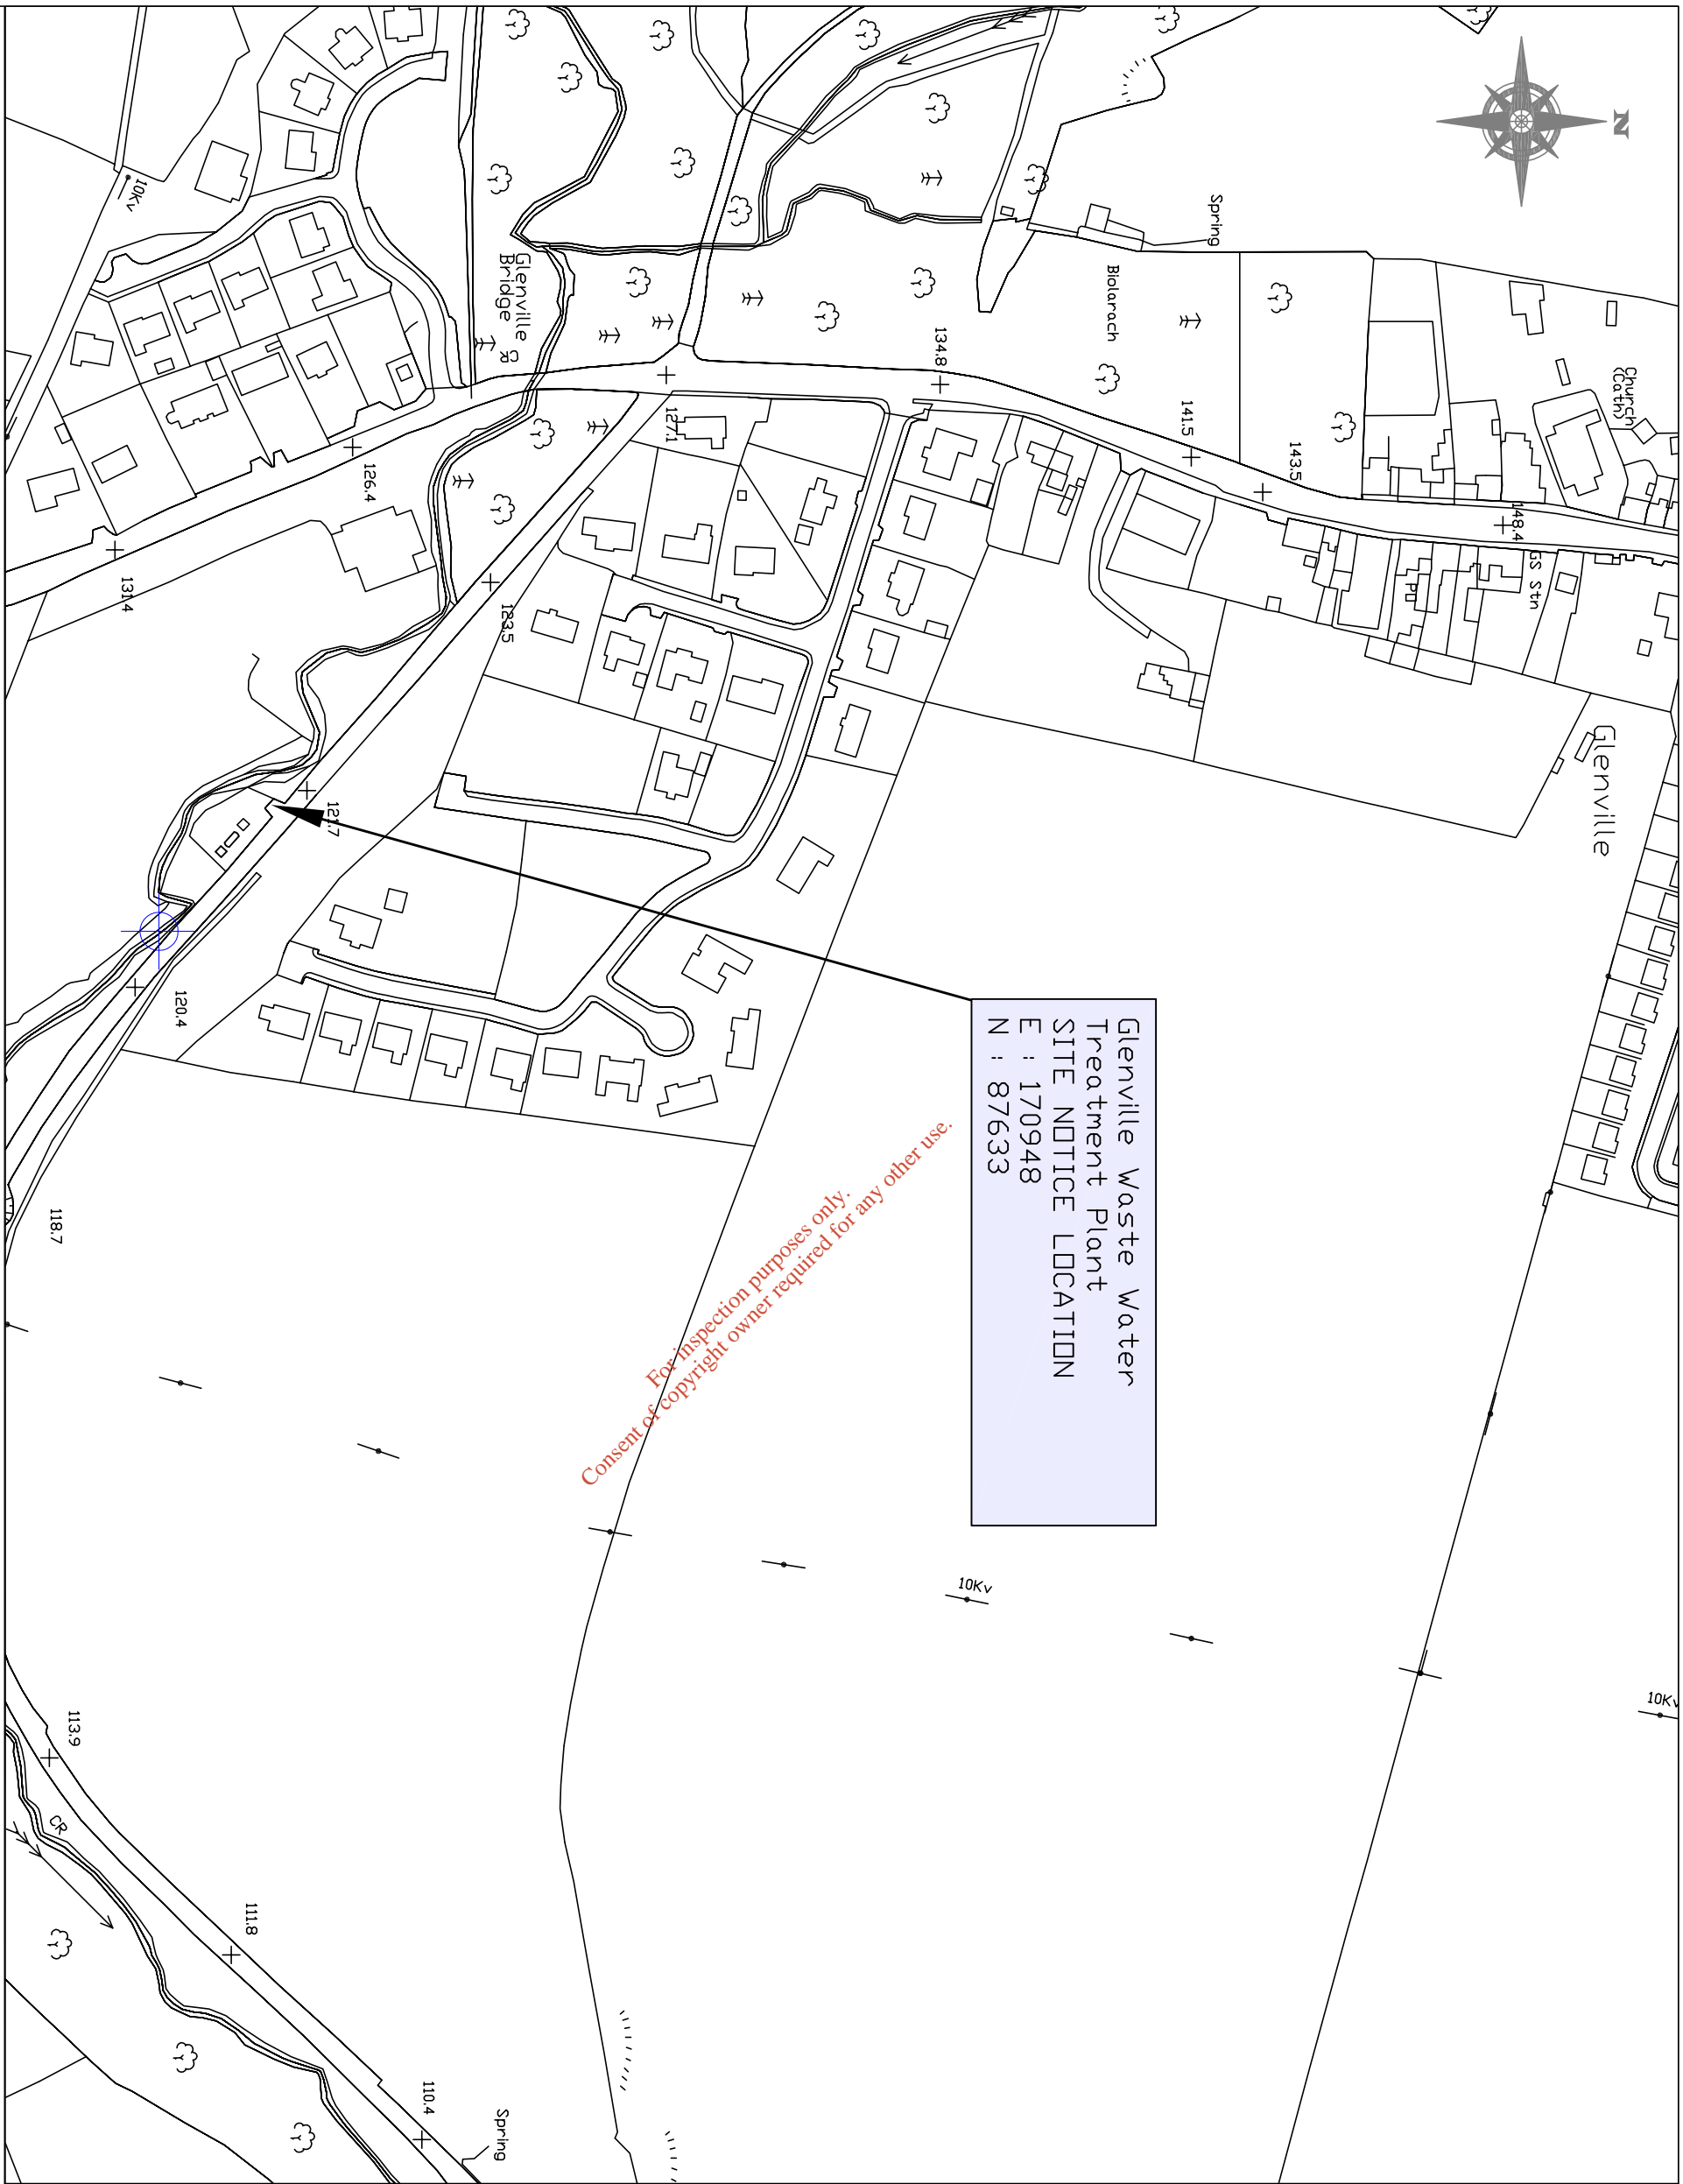 N
Spring
Church
(Cath)
Biolarach
134.8
141.5
143.5
148.4
GS Stn
Glenville
Glenville
Bridge
CR
10Kv
127.1
126.4
131.4
123.5
121.7
120.4
118.7
Glenville Waste Water
Treatment Plant
SITE NOTICE LOCATION
E : 170948
N : 87633
For inspection purposes only.
Consent of copyright owner required for any other use.
10Kv
10Kv
113.9
CR
111.8
110.4
Spring